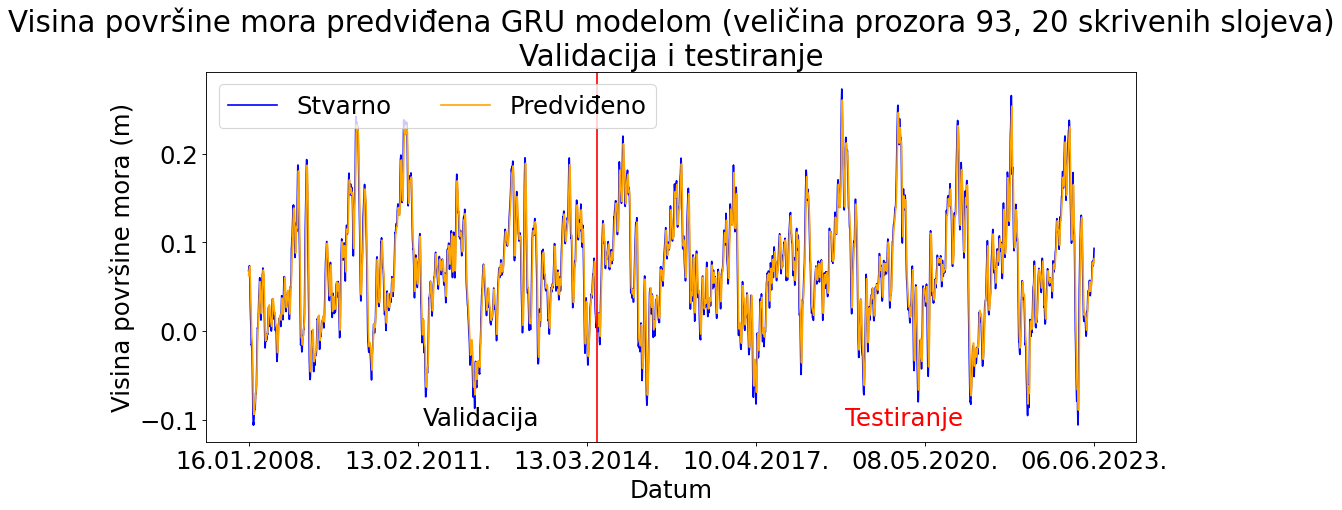 Visina površine mora predviđena GRU modelom (veličina prozora 93, 20 skrivenih slojeva)
Validacija i testiranje
Stvarno
Predviđeno
Visina površine mora (m)
0.2
0.1
0.0
−0.1
Validacija
Testiranje
16.01.2008.
13.02.2011.
13.03.2014.
10.04.2017.
08.05.2020.
06.06.2023.
Datum